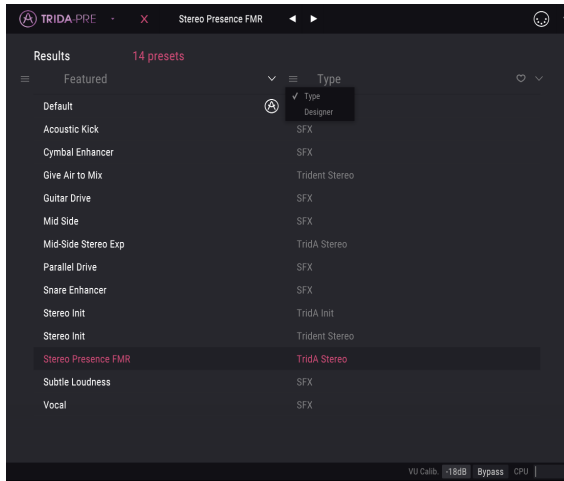 TRIDA-PRE - X Stereo Presence FMR
Results 14 presets
Featured Type
✓ Type
Designer
Default
Acoustic Kick SFX
Cymbal Enhancer SFX
Give Air to Mix Trident Stereo
Guitar Drive SFX
Mid Side SFX
Mid-Side Stereo Exp TridA Stereo
Parallel Drive SFX
Snare Enhancer SFX
Stereo Init TridA Init
Stereo Init Trident Stereo
Stereo Presence FMR TridA Stereo
Subtle Loudness SFX
Vocal SFX
VU Calib. -18dB Bypass CPU